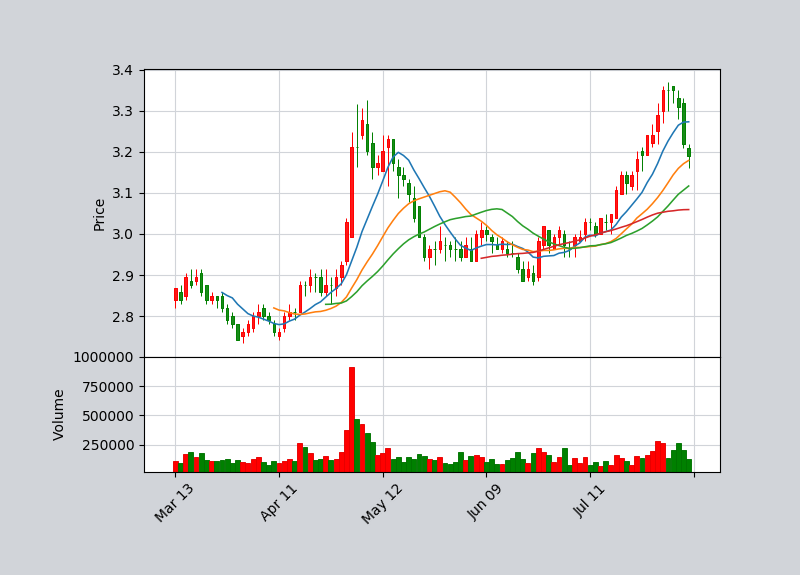 3.4
3.3
3.2
3.1
3.0
2.9
2.8
Price
1000000
750000
500000
250000
Volume
Mar 13
Apr 11
May 12
Jun 09
Jul 11